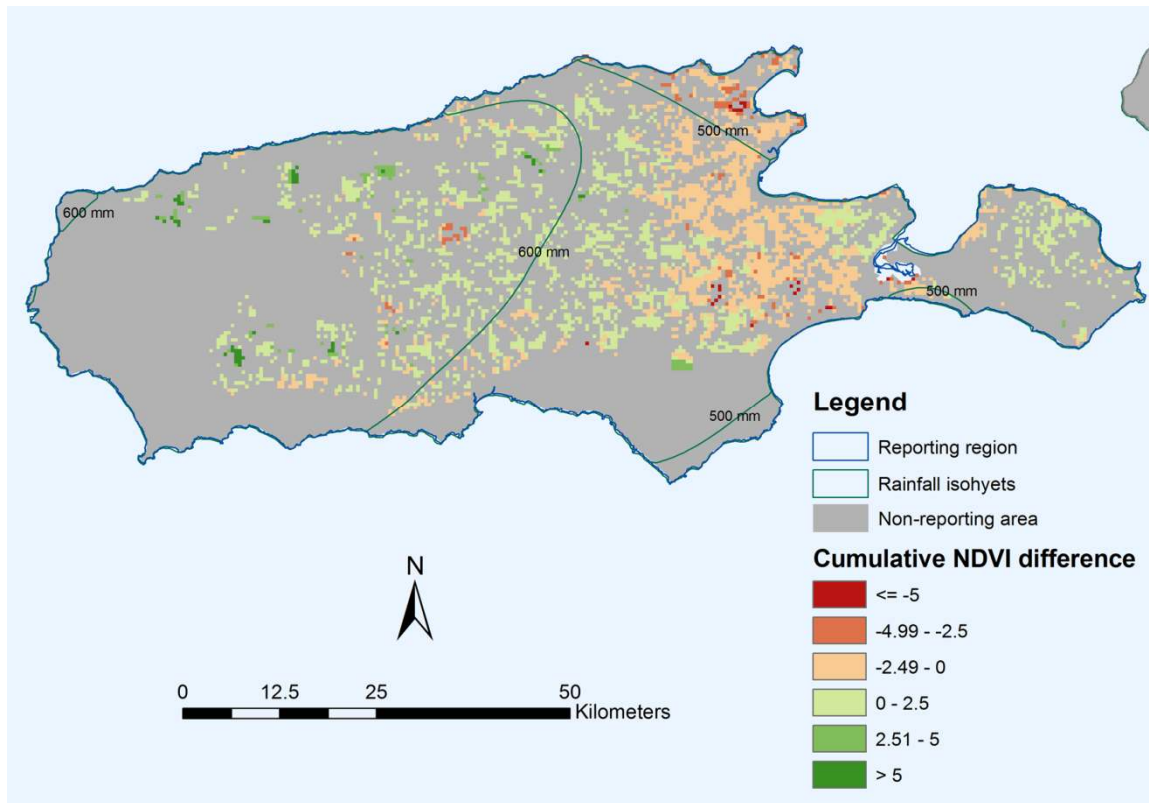 500 mm
600 mm
600 mm
500 mm
500 mm
Legend
Reporting region
Rainfall isohyets
Non-reporting area
Cumulative NDVI difference
<= -5
-4.99 - -2.5
-2.49 - 0
0 - 2.5
2.51 - 5
> 5
N
0 12.5 25 50
Kilometers